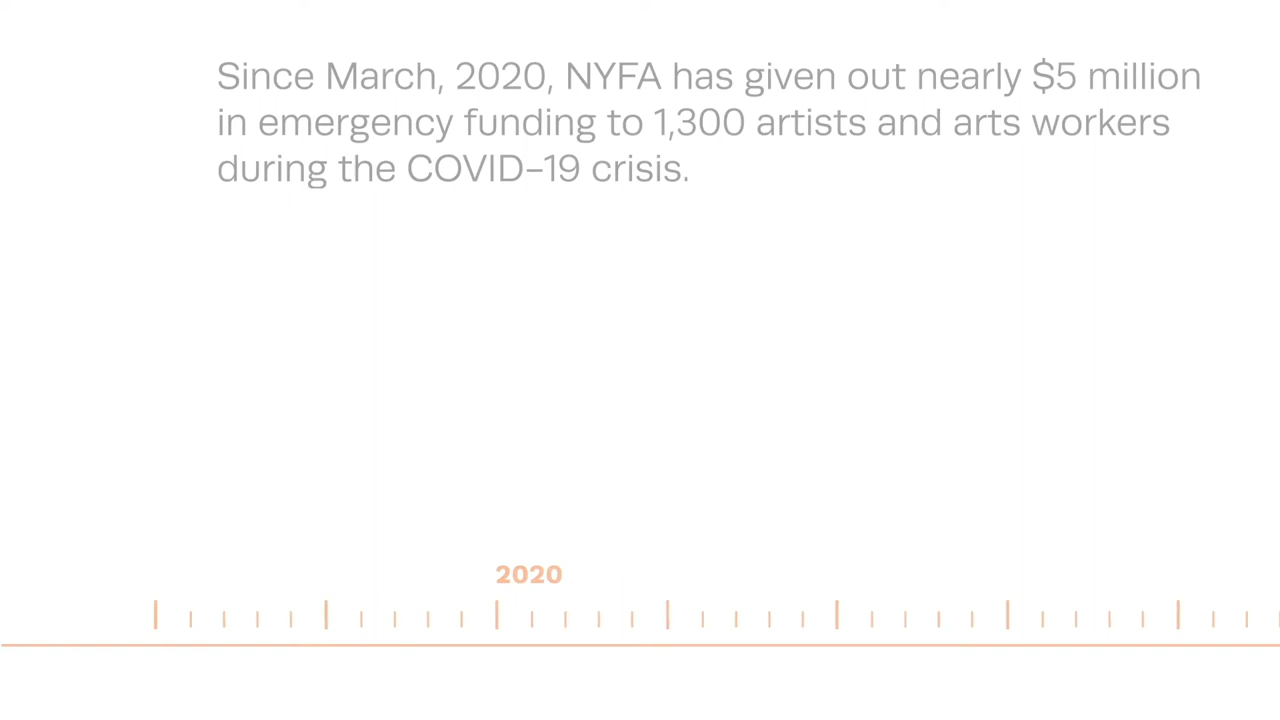 Since March, 2020, NYFA has given out nearly $5 million
in emergency funding to 1,300 artists and arts workers
during the COVID–19 crisis.
2020